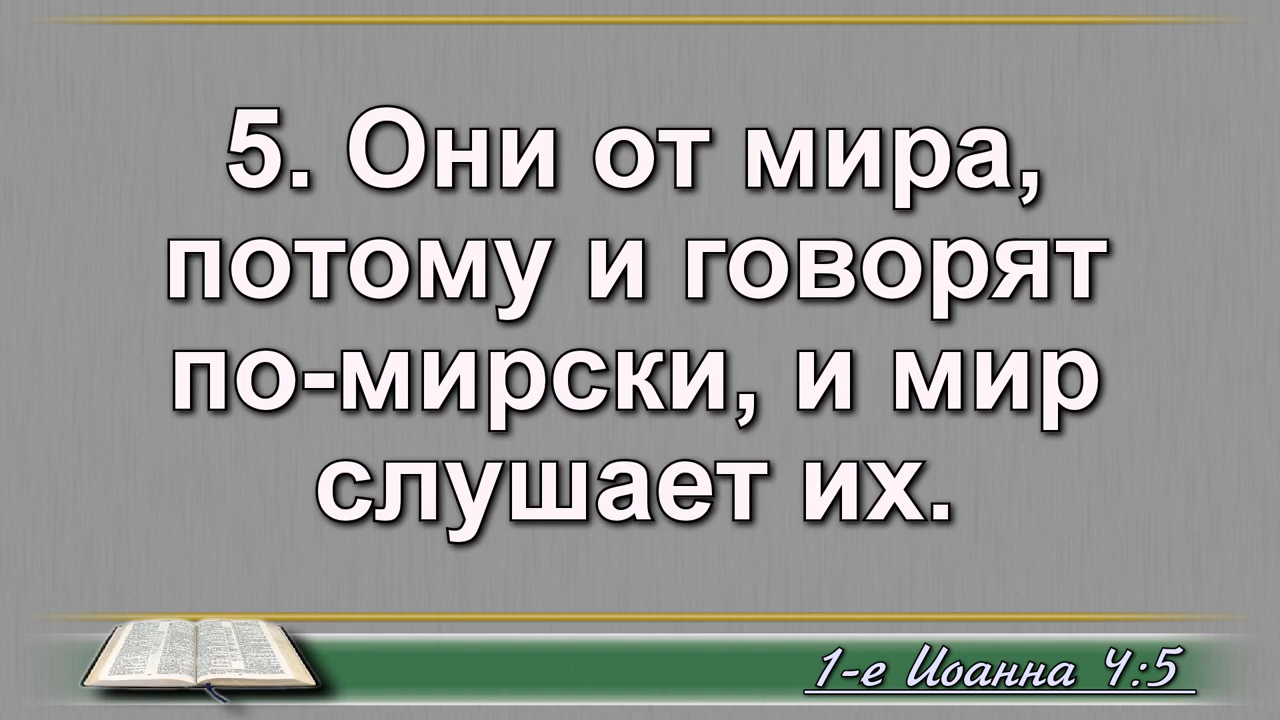 5. Они от мира,
потому и говорят
по-мирски, и мир
слушает их.
1-е Иоанна 4:5